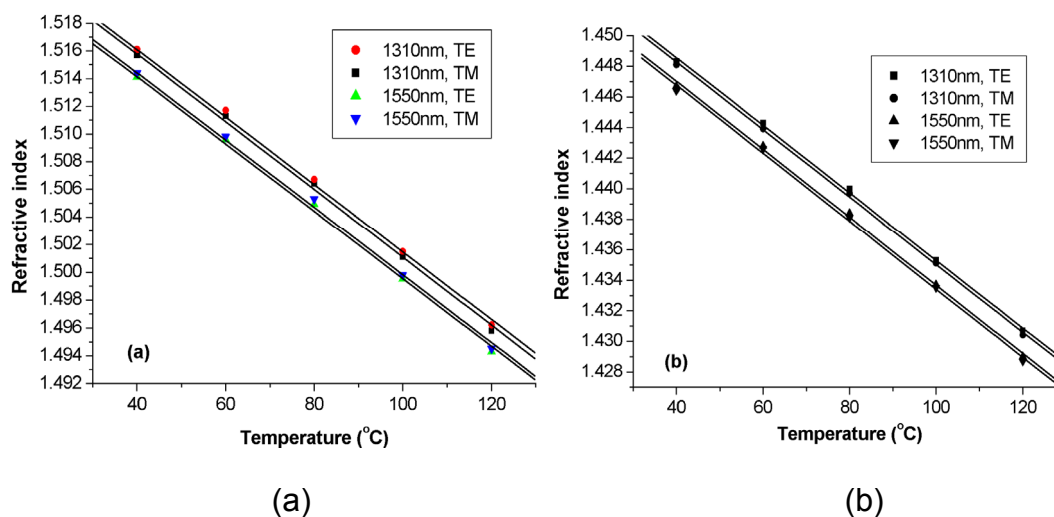 1.518
1.516
1.514
1.512
1.510
1.508
1.506
1.504
1.502
1.500
1.498
1.496
1.494
1.492
Refractive index
1310nm, TE
1310nm, TM
1550nm, TE
1550nm, TM
(a)
40
60
80
100
120
Temperature (°C)
(a)
1.450
1.448
1.446
1.444
1.442
1.440
1.438
1.436
1.434
1.432
1.430
1.428
Refractive index
1310nm, TE
1310nm, TM
1550nm, TE
1550nm, TM
(b)
40
60
80
100
120
Temperature (°C)
(b)